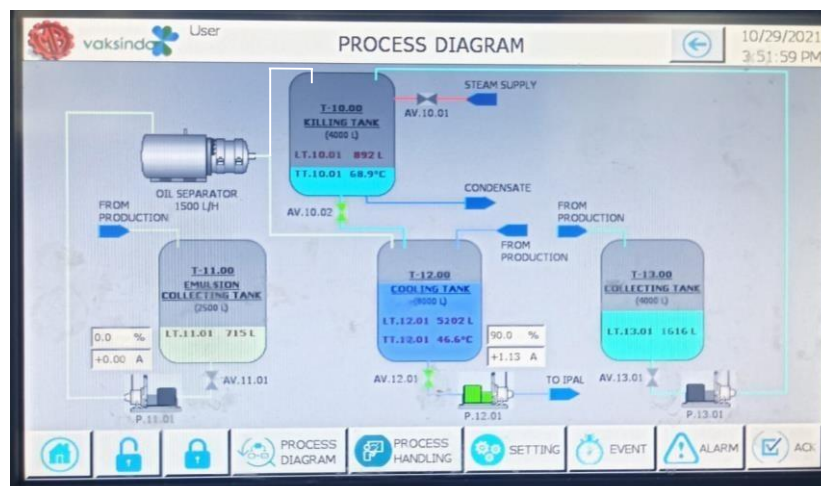 vaksindo
User
PROCESS DIAGRAM
10/29/2021
3:51:59 PM
STEAM SUPPLY
T-10.00
KILLING TANK
(4000 L)
AV.10.01
LT.10.01 892 L
TT.10.01 68.9°C
OIL SEPARATOR
1500 L/H
CONDENSATE
FROM
PRODUCTION
AV.10.02
FROM
PRODUCTION
FROM
PRODUCTION
T-11.00
EMULSION
COLLECTING TANK
(2500 L)
LT.11.01 715 L
T-12.00
COOLING TANK
LT.12.01 5202 L
TT.12.01 46.6°C
T-13.00
COLLECTING TANK
(4000 L)
LT.13.01 1616 L
0.0 %
+0.00 A
90.0 %
+1.13 A
AV.11.01
AV.12.01
TO IPAL
AV.13.01
P.11.01
P.12.01
P.13.01
PROCESS
DIAGRAM
PROCESS
HANDLING
SETTING
EVENT
ALARM
ACK